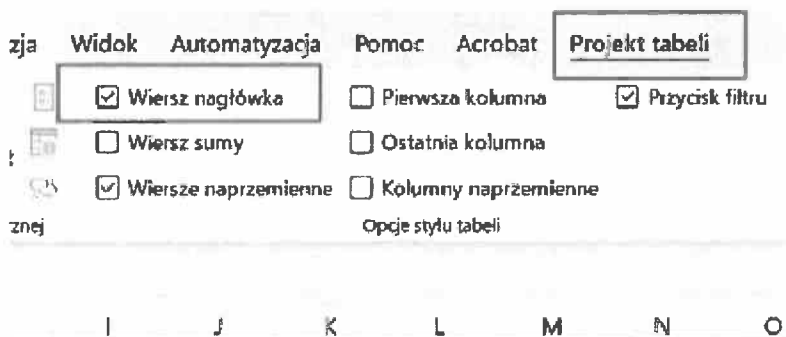 zja Widok Automatyzacja Pomoc Acrobat Projekt tabeli
Wiersz nagłówka Pierwsza kolumna Przycisk filtru
Wiersz sumy Ostatnia kolumna
Wiersze naprzemienne Kolumny naprzemienne
znej Opcje stylu tabeli
I J K L M N O